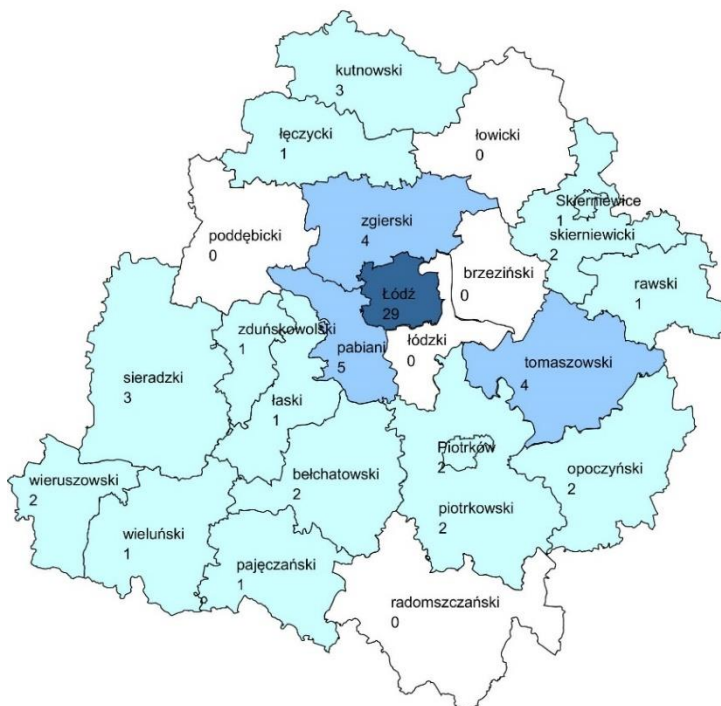 kutnowski
3
łęczycki
1
łowicki
0
Skierniewice
1
skierniewicki
2
zgierski
4
poddębicki
0
brzeziński
0
rawski
1
Łódź
29
zduńskowolski
1
pabiani
5
łódzki
0
tomaszowski
4
sieradzki
3
łaski
1
Piotrków
2
opoczyński
2
wieruszowski
2
bełchatowski
2
piotrkowski
2
wieluński
1
pajęczański
1
radomszczański
0